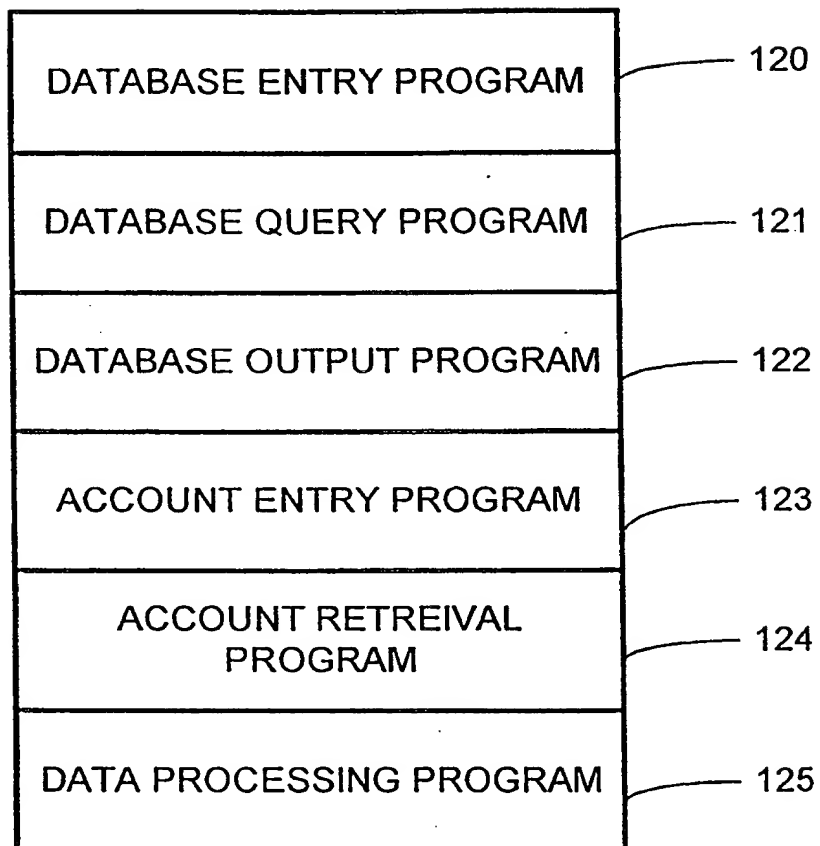 DATABASE ENTRY PROGRAM 120
DATABASE QUERY PROGRAM 121
DATABASE OUTPUT PROGRAM 122
ACCOUNT ENTRY PROGRAM 123
ACCOUNT RETREIVAL
PROGRAM 124
DATA PROCESSING PROGRAM 125